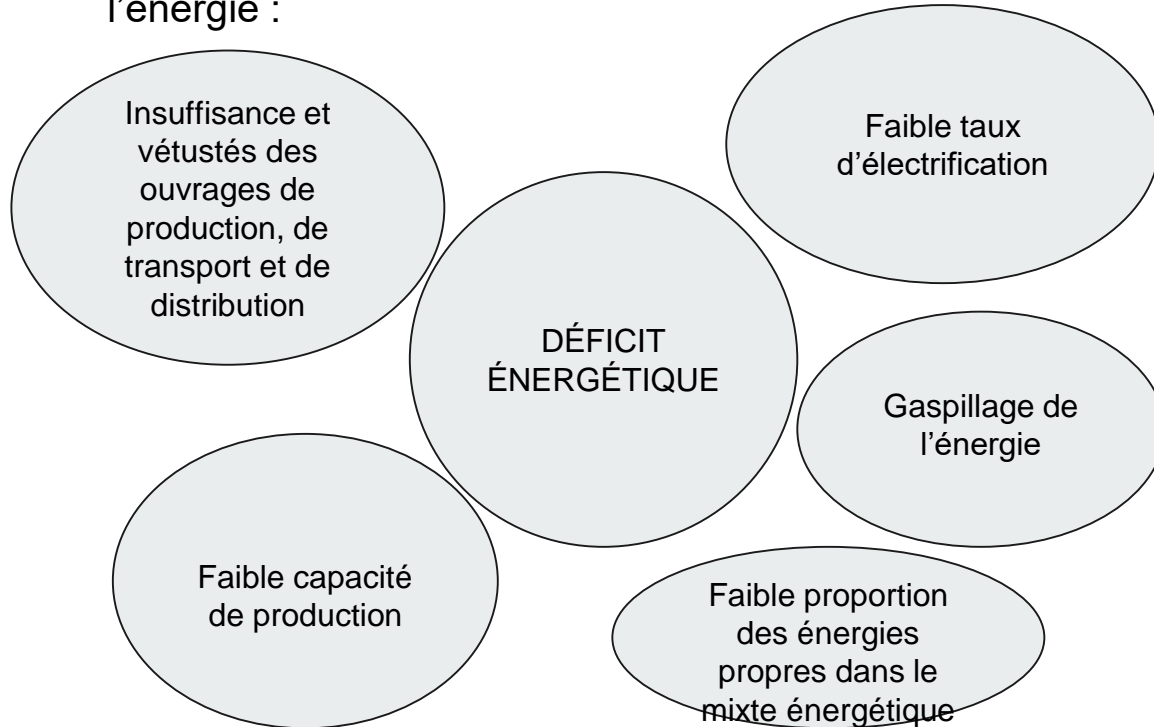 l’énergie :
Insuffisance et
vétustés des
ouvrages de
production, de
transport et de
distribution
Faible taux
d’électrification
DÉFICIT
ÉNERGÉTIQUE
Gaspillage de
l’énergie
Faible capacité
de production
Faible proportion
des énergies
propres dans le
mixte énergétique